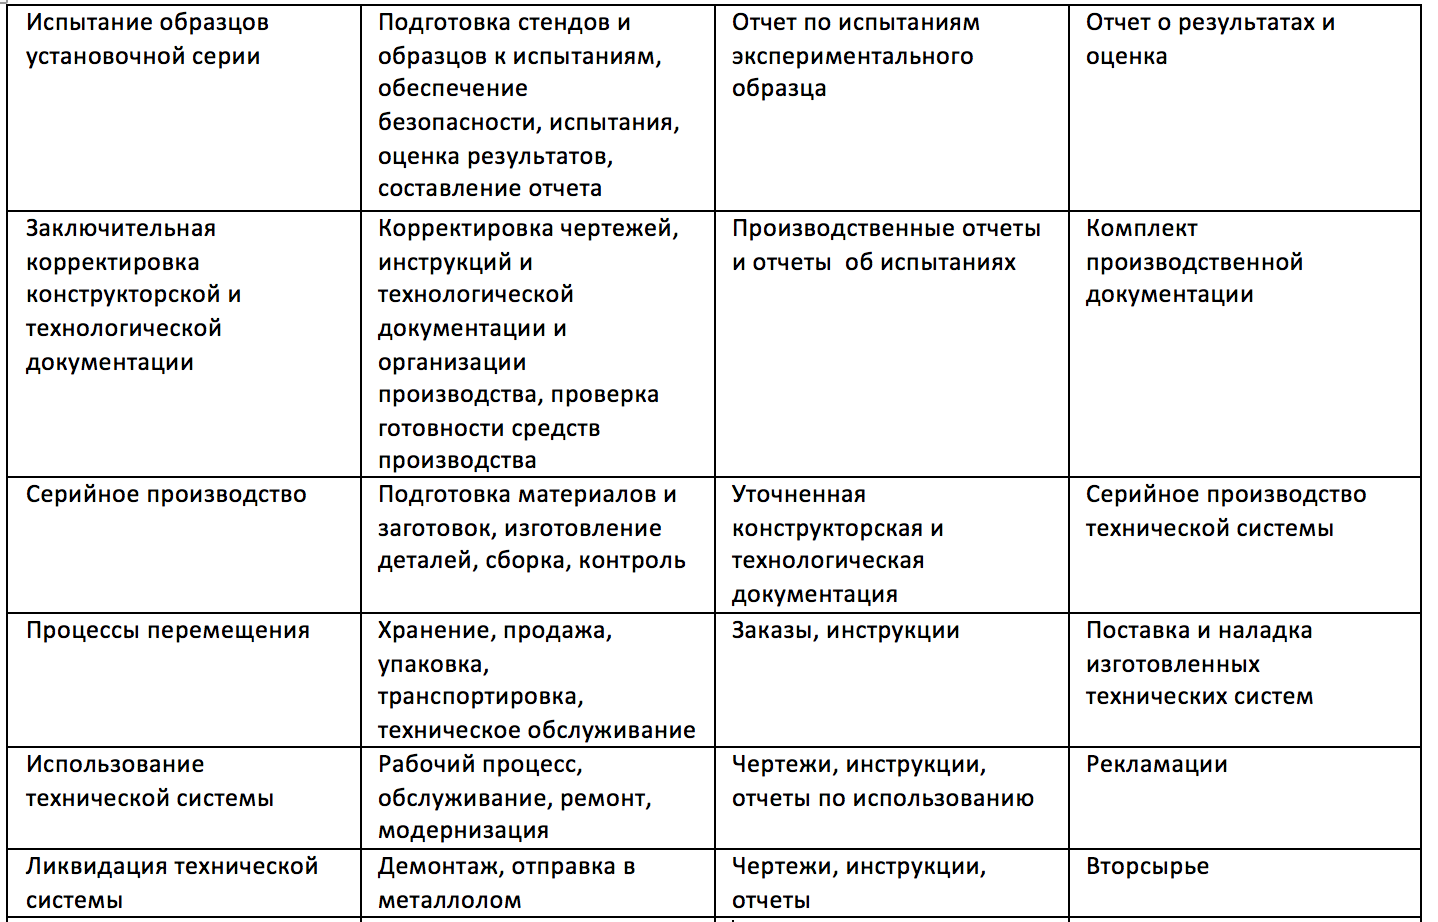 Испытание образцов
установочной серии
Подготовка стендов и
образцов к испытаниям,
обеспечение
безопасности, испытания,
оценка результатов,
составление отчета
Отчет по испытаниям
экспериментального
образца
Отчет о результатах и
оценка
Заключительная
корректировка
конструкторской и
технологической
документации
Корректировка чертежей,
инструкций и
технологической
документации и
организации
производства, проверка
готовности средств
производства
Производственные отчеты
и отчеты  об испытаниях
Комплект
производственной
документации
Серийное производство
Подготовка материалов и
заготовок, изготовление
деталей, сборка, контроль
Уточненная
конструкторская и
технологическая
документация
Серийное производство
технической системы
Процессы перемещения
Хранение, продажа,
упаковка,
транспортировка,
техническое обслуживание
Заказы, инструкции
Поставка и наладка
изготовленных
технических систем
Использование
технической системы
Рабочий процесс,
обслуживание, ремонт,
модернизация
Чертежи, инструкции,
отчеты по использованию
Рекламации
Ликвидация технической
системы
Демонтаж, отправка в
металлолом
Чертежи, инструкции,
отчеты
Вторсырье